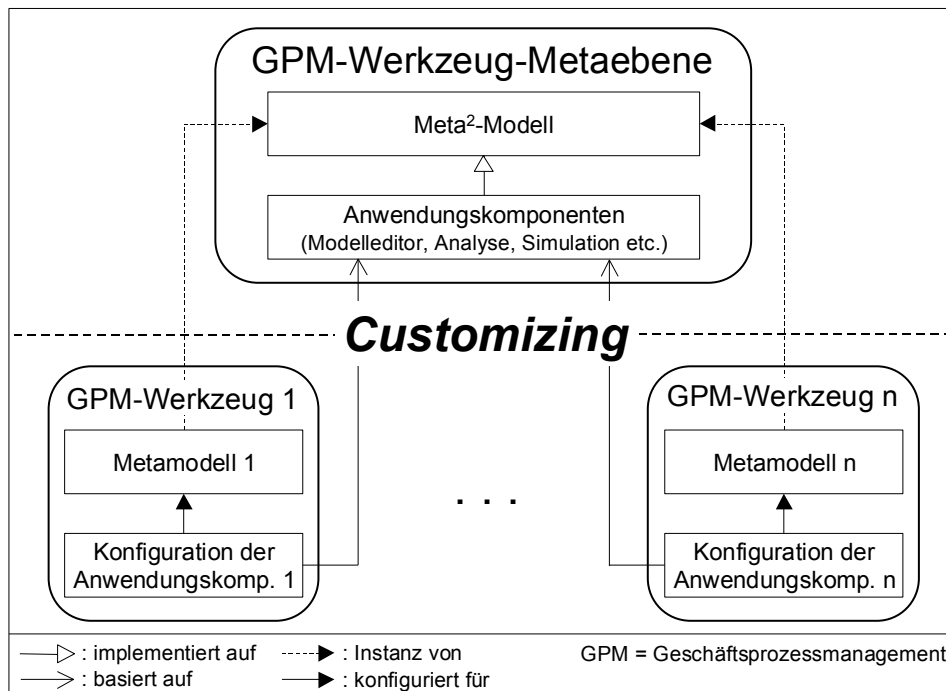 GPM-Werkzeug-Metaebene
Meta²-Modell
Anwendungskomponenten
(Modelleditor, Analyse, Simulation etc.)
Customizing
GPM-Werkzeug 1
Metamodell 1
Konfiguration der
Anwendungskomp. 1
. . .
GPM-Werkzeug n
Metamodell n
Konfiguration der
Anwendungskomp. n
: implementiert auf
: Instanz von
GPM = Geschäftsprozessmanagement
: basiert auf
: konfiguriert für